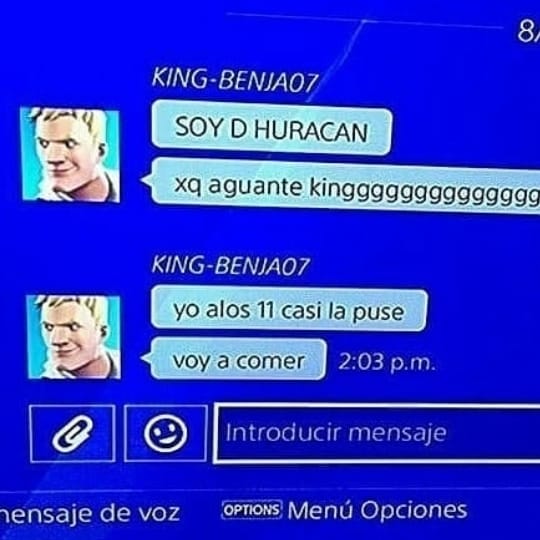 8/
KING-BENJA07
SOY D HURACAN
xq aguante kingggggggggggggg
KING-BENJA07
yo alos 11 casi la puse
voy a comer 2:03 p.m.
Introducir mensaje
mensaje de voz OPTIONS Menú Opciones